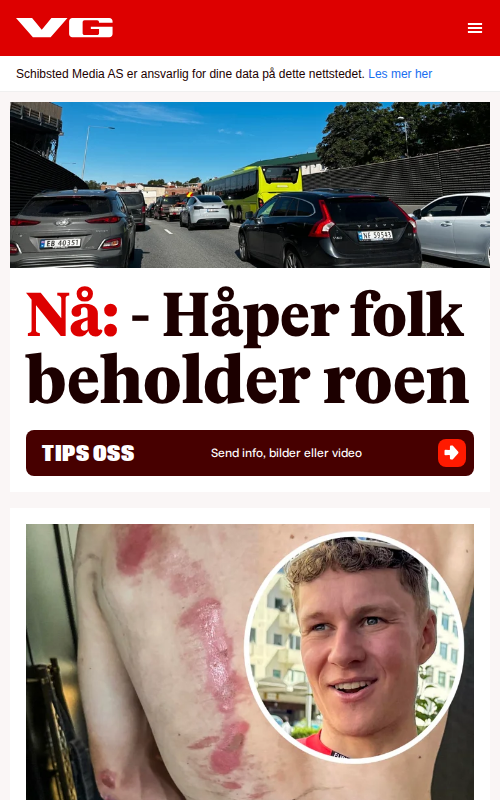 VG
Schibsted Media AS er ansvarlig for dine data på dette nettstedet. Les mer her
EB 40351
NF 59543
Nå: - Håper folk
beholder roen
TIPS OSS
Send info, bilder eller video